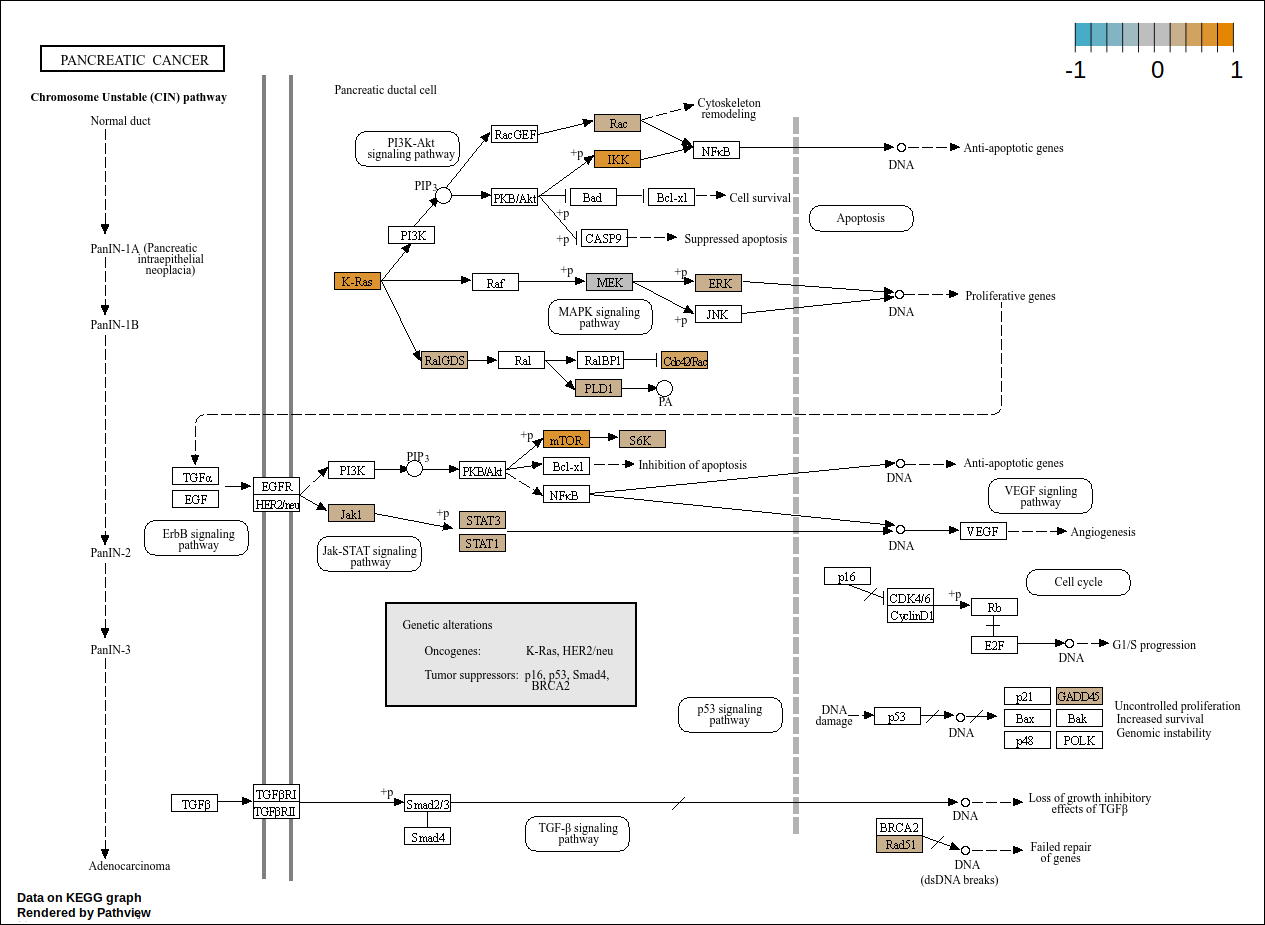 PANCREATIC CANCER
-1
0
1
Chromosome Unstable (CIN) pathway
Pancreatic ductal cell
Normal duct
PI3K-Akt
signaling pathway
RacGEF
Rac
Cytoskeleton
remodeling
+p
IKK
NFκB
DNA
Anti-apoptotic genes
PIP3
PKB/Akt
Bad
Bcl-xl
Cell survival
+p
+p
CASP9
Suppressed apoptosis
Apoptosis
PI3K
PanIN-1A (Pancreatic
intraepithelial
neoplacia)
K-Ras
Raf
+p
MEK
+p
ERK
DNA
Proliferative genes
MAPK signaling
pathway
+p
JNK
PanIN-1B
RalGDS
Ral
RalBP1
Cdc42/Rac
PLD1
PA
+p
mTOR
S6K
TGFα
EGF
EGFR
HER2/neu
PI3K
PIP3
PKB/Akt
Bcl-xl
Inhibition of apoptosis
NFκB
DNA
Anti-apoptotic genes
VEGF signling
pathway
ErbB signaling
pathway
Jak1
+p
STAT3
STAT1
DNA
VEGF
Angiogenesis
Jak-STAT signaling
pathway
PanIN-2
p16
CDK4/6
CyclinD1
+p
Rb
Cell cycle
E2F
DNA
G1/S progression
Genetic alterations
Oncogenes: K-Ras, HER2/neu
Tumor suppressors: p16, p53, Smad4,
BRCA2
PanIN-3
p53 signaling
pathway
DNA
damage
p53
DNA
p21
GADD45
Bax
Bak
p48
POLK
Uncontrolled proliferation
Increased survival
Genomic instability
TGFβ
TGFβRI
TGFβRII
+p
Smad2/3
Smad4
TGF-β signaling
pathway
DNA
Loss of growth inhibitory
effects of TGFβ
BRCA2
Rad51
DNA
(dsDNA breaks)
Failed repair
of genes
Adenocarcinoma
Data on KEGG graph
Rendered by Pathview